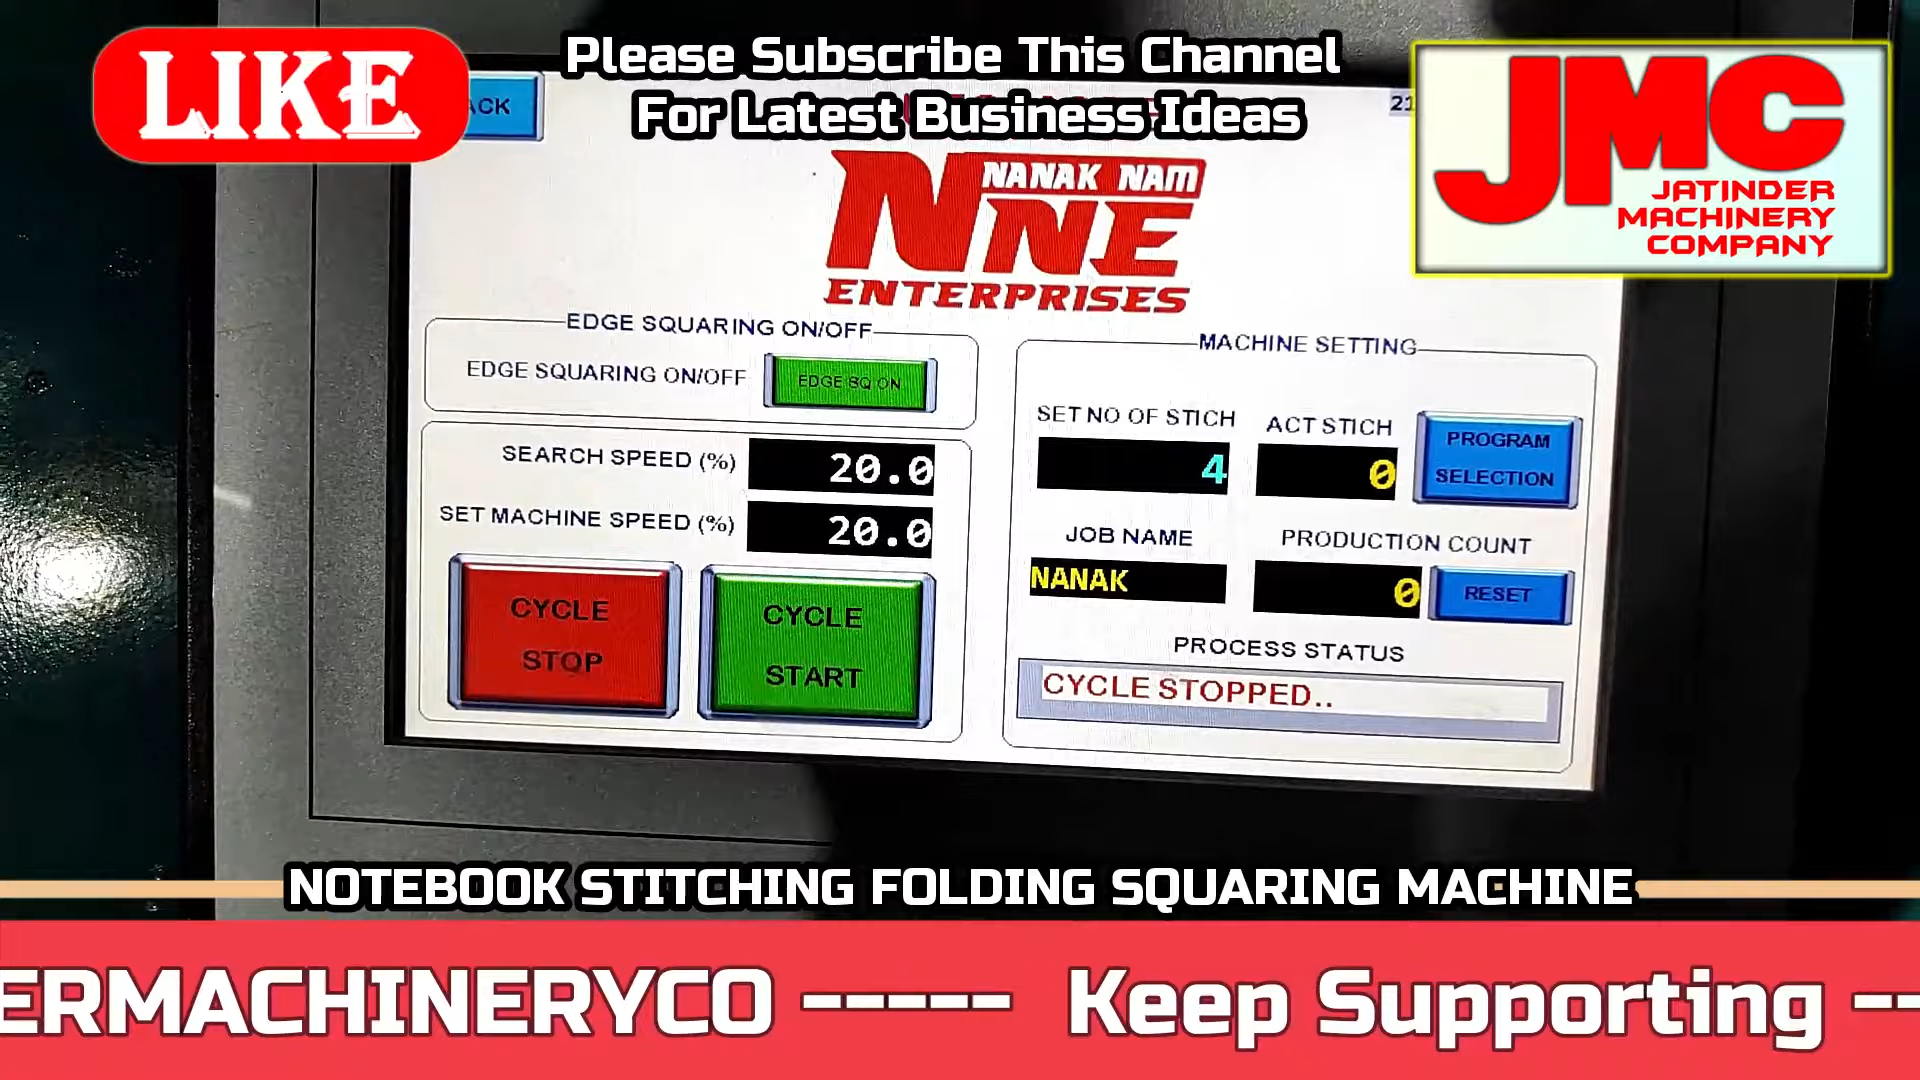 LIKE
Please Subscribe This Channel
For Latest Business Ideas
JMC
JATINDER
MACHINERY
COMPANY
21
NANAK NAM
NNE
ENTERPRISES
EDGE SQUARING ON/OFF
EDGE SQUARING ON/OFF
EDGE SQ ON
SEARCH SPEED (%)
20.0
SET MACHINE SPEED (%)
20.0
CYCLE
STOP
CYCLE
START
MACHINE SETTING
SET NO OF STICH
ACT STICH
4
0
PROGRAM
SELECTION
JOB NAME
PRODUCTION COUNT
NANAK
0
RESET
PROCESS STATUS
CYCLE STOPPED..
NOTEBOOK STITCHING FOLDING SQUARING MACHINE
ERMACHINERYCO ----- Keep Supporting --